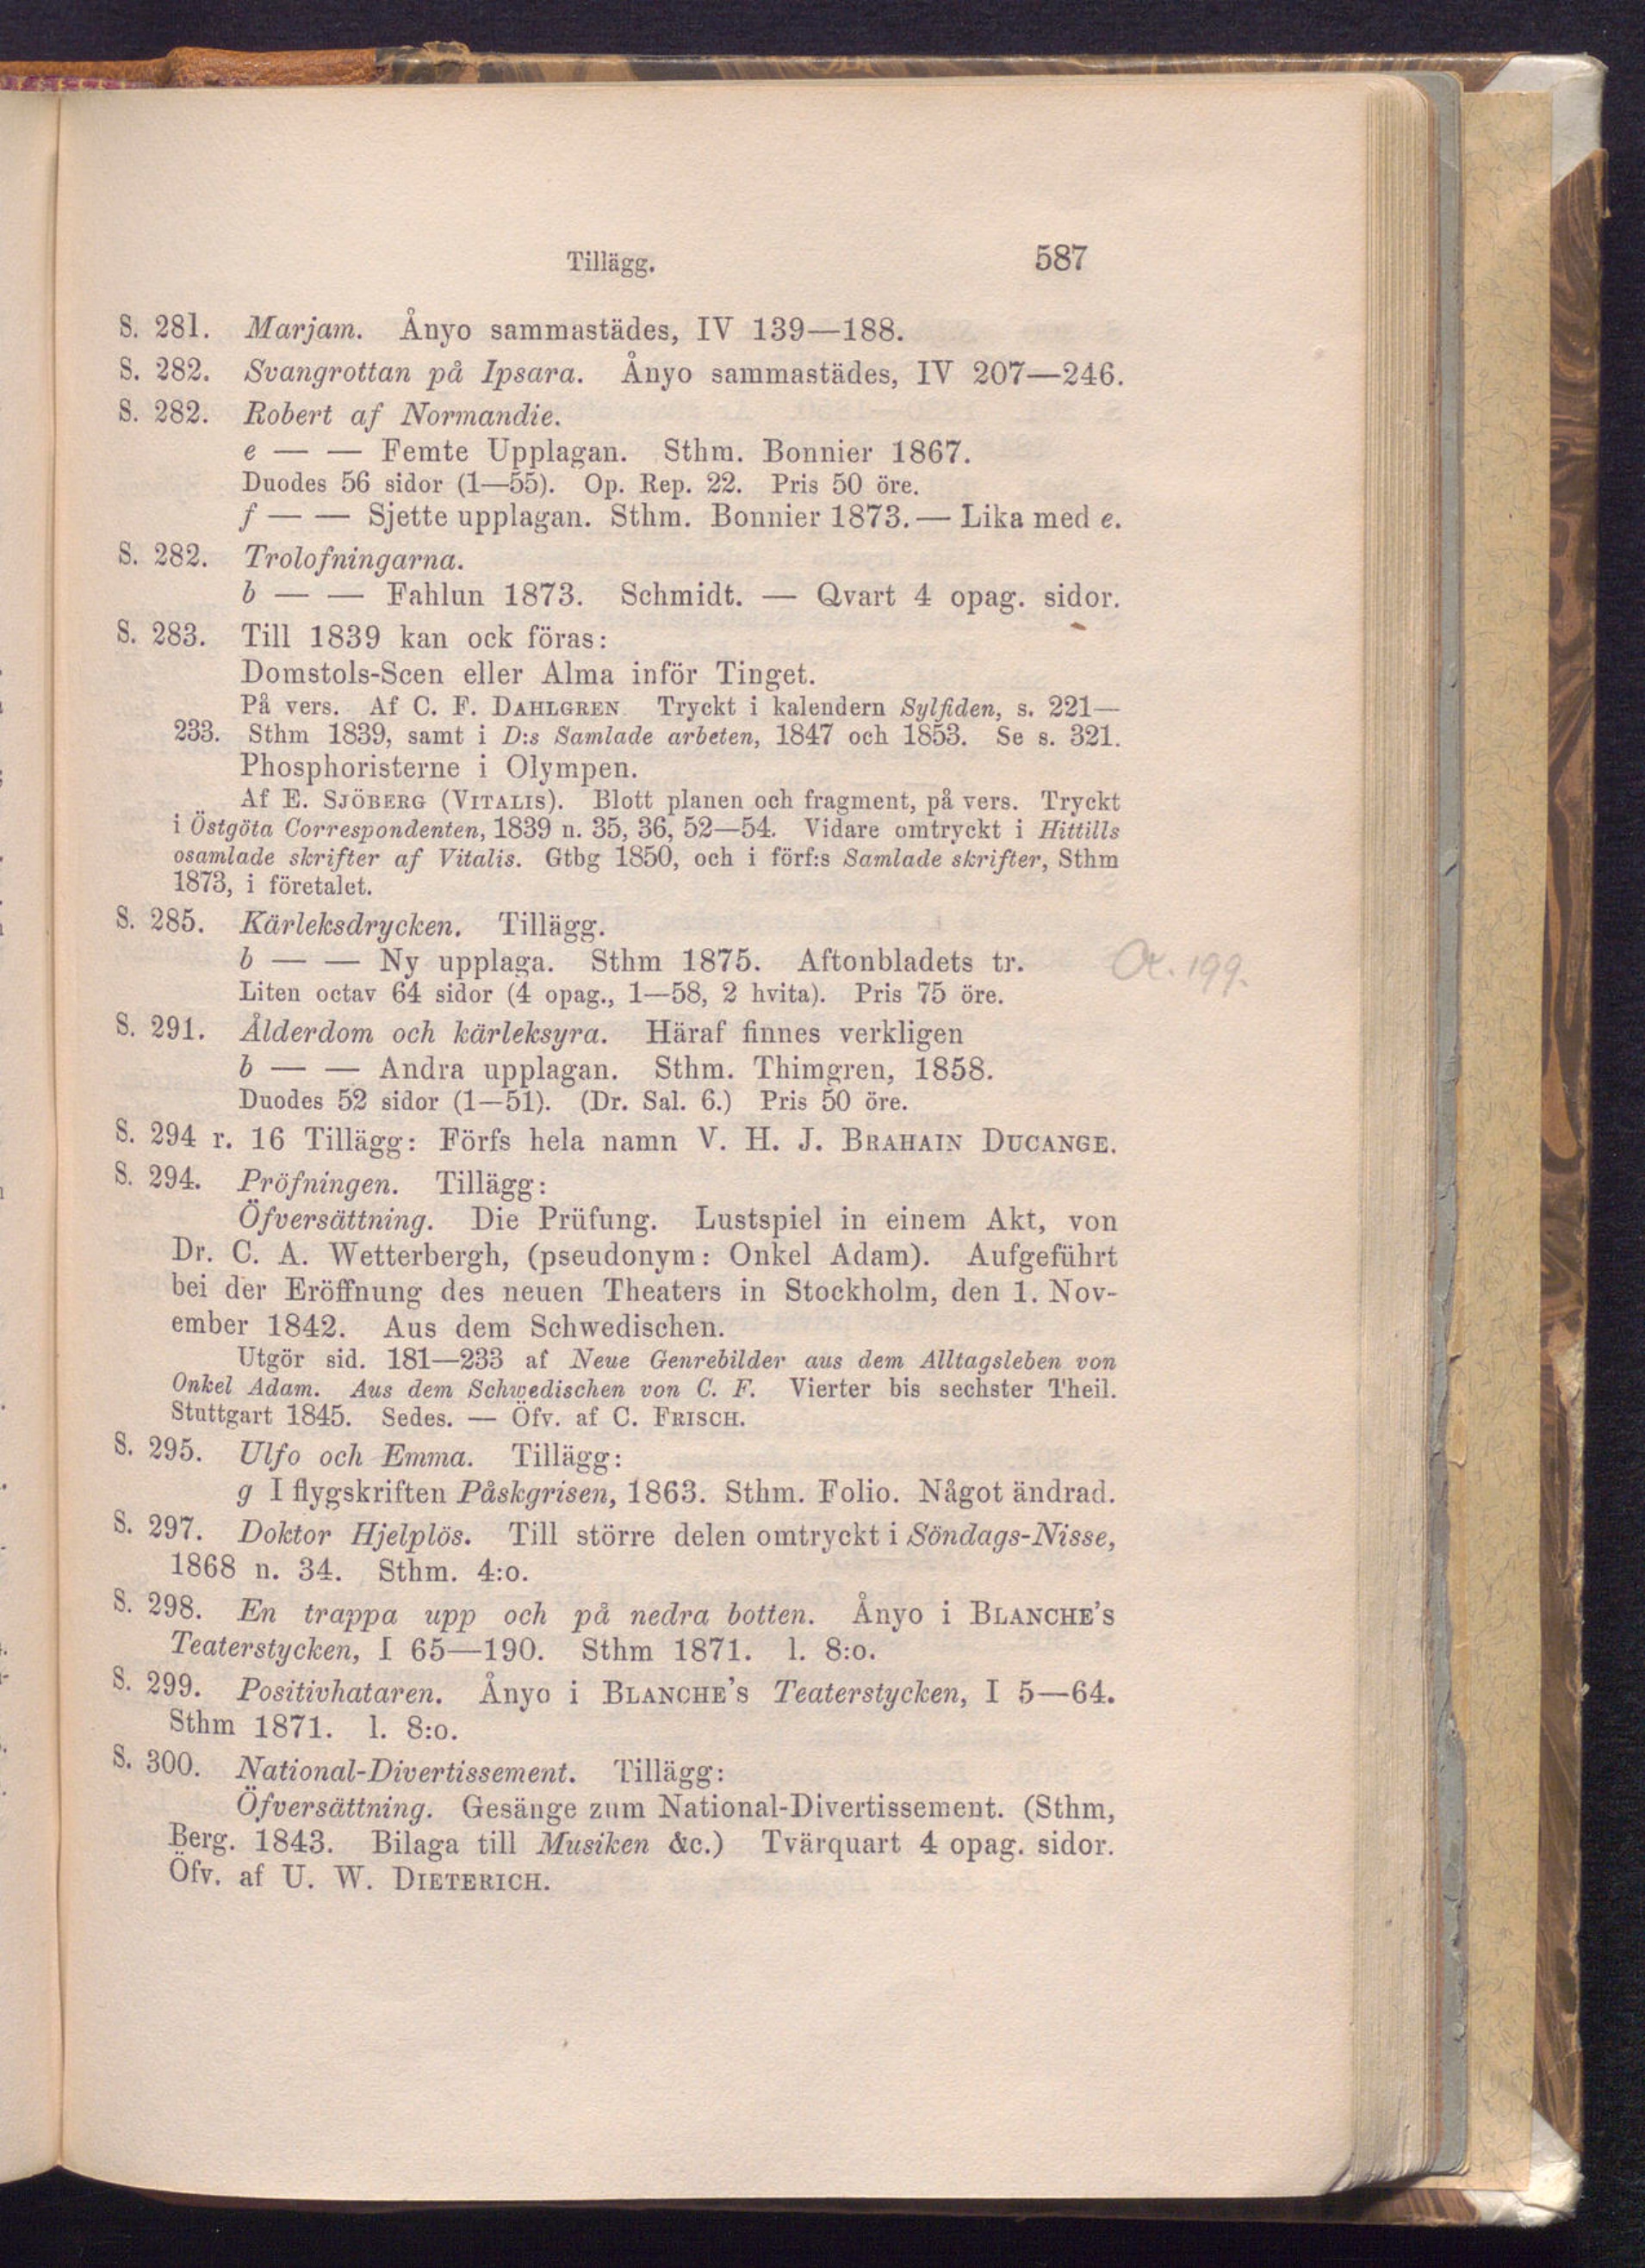 Tillägg. 587
S. 281. Marjam. Ånyo sammastädes, IV 139—188.
S. 282. Svangrottan på Ipsara. Ånyo sammastädes, IV 207—246.
S. 282. Robert af Normandie.
e — — Femte Upplagan. Sthm. Bonnier 1867.
Duodes 56 sidor (1—55). Op. Rep. 22. Pris 50 öre.
f — — Sjette upplagan. Sthm. Bonnier 1873. — Lika med e.
S. 282. Trolofningarna.
b — — Fahlun 1873. Schmidt. — Qvart 4 opag. sidor.
S. 283. Till 1839 kan ock föras:
Domstols-Scen eller Alma inför Tinget.
På vers. Af C. F. DAHLGREN Tryckt i kalendern Sylfiden, s. 221—
233. Sthm 1839, samt i D:s Samlade arbeten, 1847 och 1853. Se s. 321.
Phosphoristerne i Olympen.
Af E. SJÖBERG (VITALIS). Blott planen och fragment, på vers. Tryckt
i Östgöta Correspondenten, 1839 n. 35, 36, 52—54. Vidare omtryckt i Hittills
osamlade skrifter af Vitalis. Gtbg 1850, och i förf:s Samlade skrifter, Sthm
1873, i företalet.
S. 285. Kärleksdrycken. Tillägg.
b — — Ny upplaga. Sthm 1875. Aftonbladets tr.
Liten octav 64 sidor (4 opag., 1—58, 2 hvita). Pris 75 öre.
199.
S. 291. Ålderdom och kärleksyra. Häraf finnes verkligen
b — — Andra upplagan. Sthm. Thimgren, 1858.
Duodes 52 sidor (1—51). (Dr. Sal. 6.) Pris 50 öre.
S. 294 r. 16 Tillägg: Förfs hela namn V. H. J. BRAHAIN DUCANGE.
S. 294. Pröfningen. Tillägg:
Öfversättning. Die Prüfung. Lustspiel in einem Akt, von
Dr. C. A. Wetterbergh, (pseudonym: Onkel Adam). Aufgeführt
bei der Eröffnung des neuen Theaters in Stockholm, den 1. Nov-
ember 1842. Aus dem Schwedischen.
Utgör sid. 181—233 af Neue Genrebilder aus dem Alltagsleben von
Onkel Adam. Aus dem Schwedischen von C. F. Vierter bis sechster Theil.
Stuttgart 1845. Sedes. — Öfv. af C. FRISCH.
S. 295. Ulfo och Emma. Tillägg:
g I flygskriften Påskgrisen, 1863. Sthm. Folio. Något ändrad.
S. 297. Doktor Hjelplös. Till större delen omtryckt i Söndags-Nisse,
1868 n. 34. Sthm. 4:o.
S. 298. En trappa upp och på nedra botten. Ånyo i BLANCHE'S
Teaterstycken, I 65—190. Sthm 1871. l. 8:o.
S. 299. Positivhataren. Ånyo i BLANCHE'S Teaterstycken, I 5—64.
Sthm 1871. l. 8:o.
S. 300. National-Divertissement. Tillägg:
Öfversättning. Gesänge zum National-Divertissement. (Sthm,
Berg. 1843. Bilaga till Musiken &c.) Tvärquart 4 opag. sidor.
Öfv. af U. W. DIETERICH.